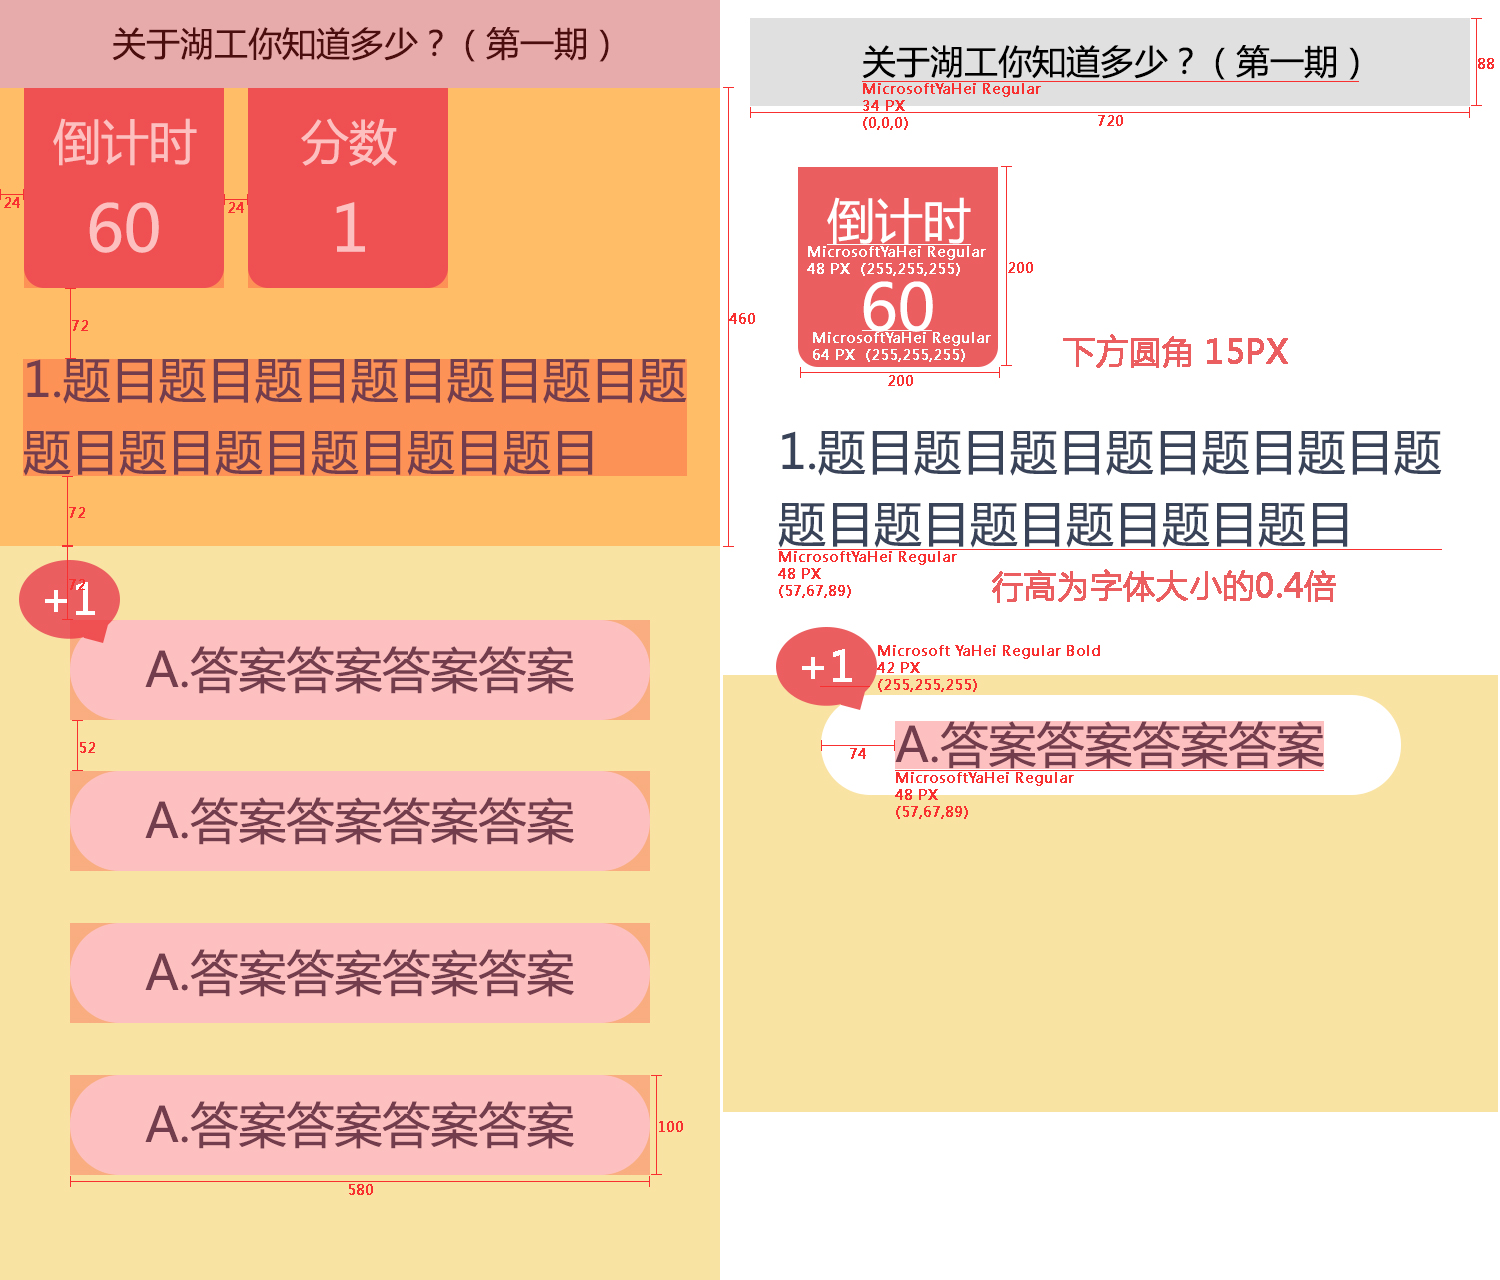 关于湖工你知道多少？（第一期）
倒计时
60
分数
1
24
24
72
460
1.题目题目题目题目题目题目题
题目题目题目题目题目题目
72
72
+1
A.答案答案答案答案
52
A.答案答案答案答案
A.答案答案答案答案
A.答案答案答案答案
100
580
关于湖工你知道多少？（第一期）
MicrosoftYaHei Regular
34 PX
(0,0,0)
720
88
倒计时
MicrosoftYaHei Regular
48 PX (255,255,255)
60
MicrosoftYaHei Regular
64 PX (255,255,255)
200
200
下方圆角 15PX
1.题目题目题目题目题目题目题
题目题目题目题目题目题目
MicrosoftYaHei Regular
48 PX
(57,67,89)
行高为字体大小的0.4倍
+1
Microsoft YaHei Regular Bold
42 PX
(255,255,255)
74
A.答案答案答案答案
MicrosoftYaHei Regular
48 PX
(57,67,89)